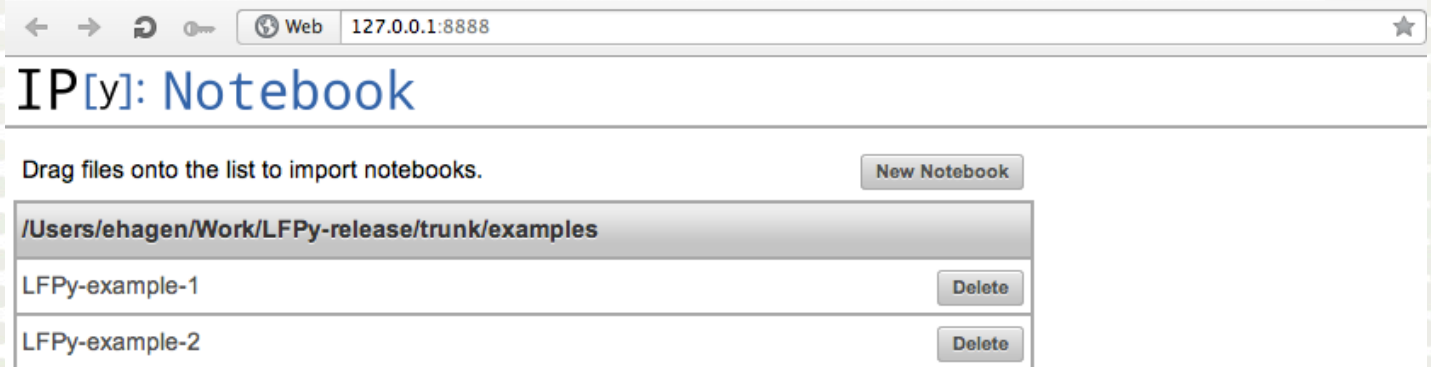 Web 127.0.0.1:8888
IP[y]: Notebook
Drag files onto the list to import notebooks. New Notebook
/Users/ehagen/Work/LFPy-release/trunk/examples
LFPy-example-1 Delete
LFPy-example-2 Delete